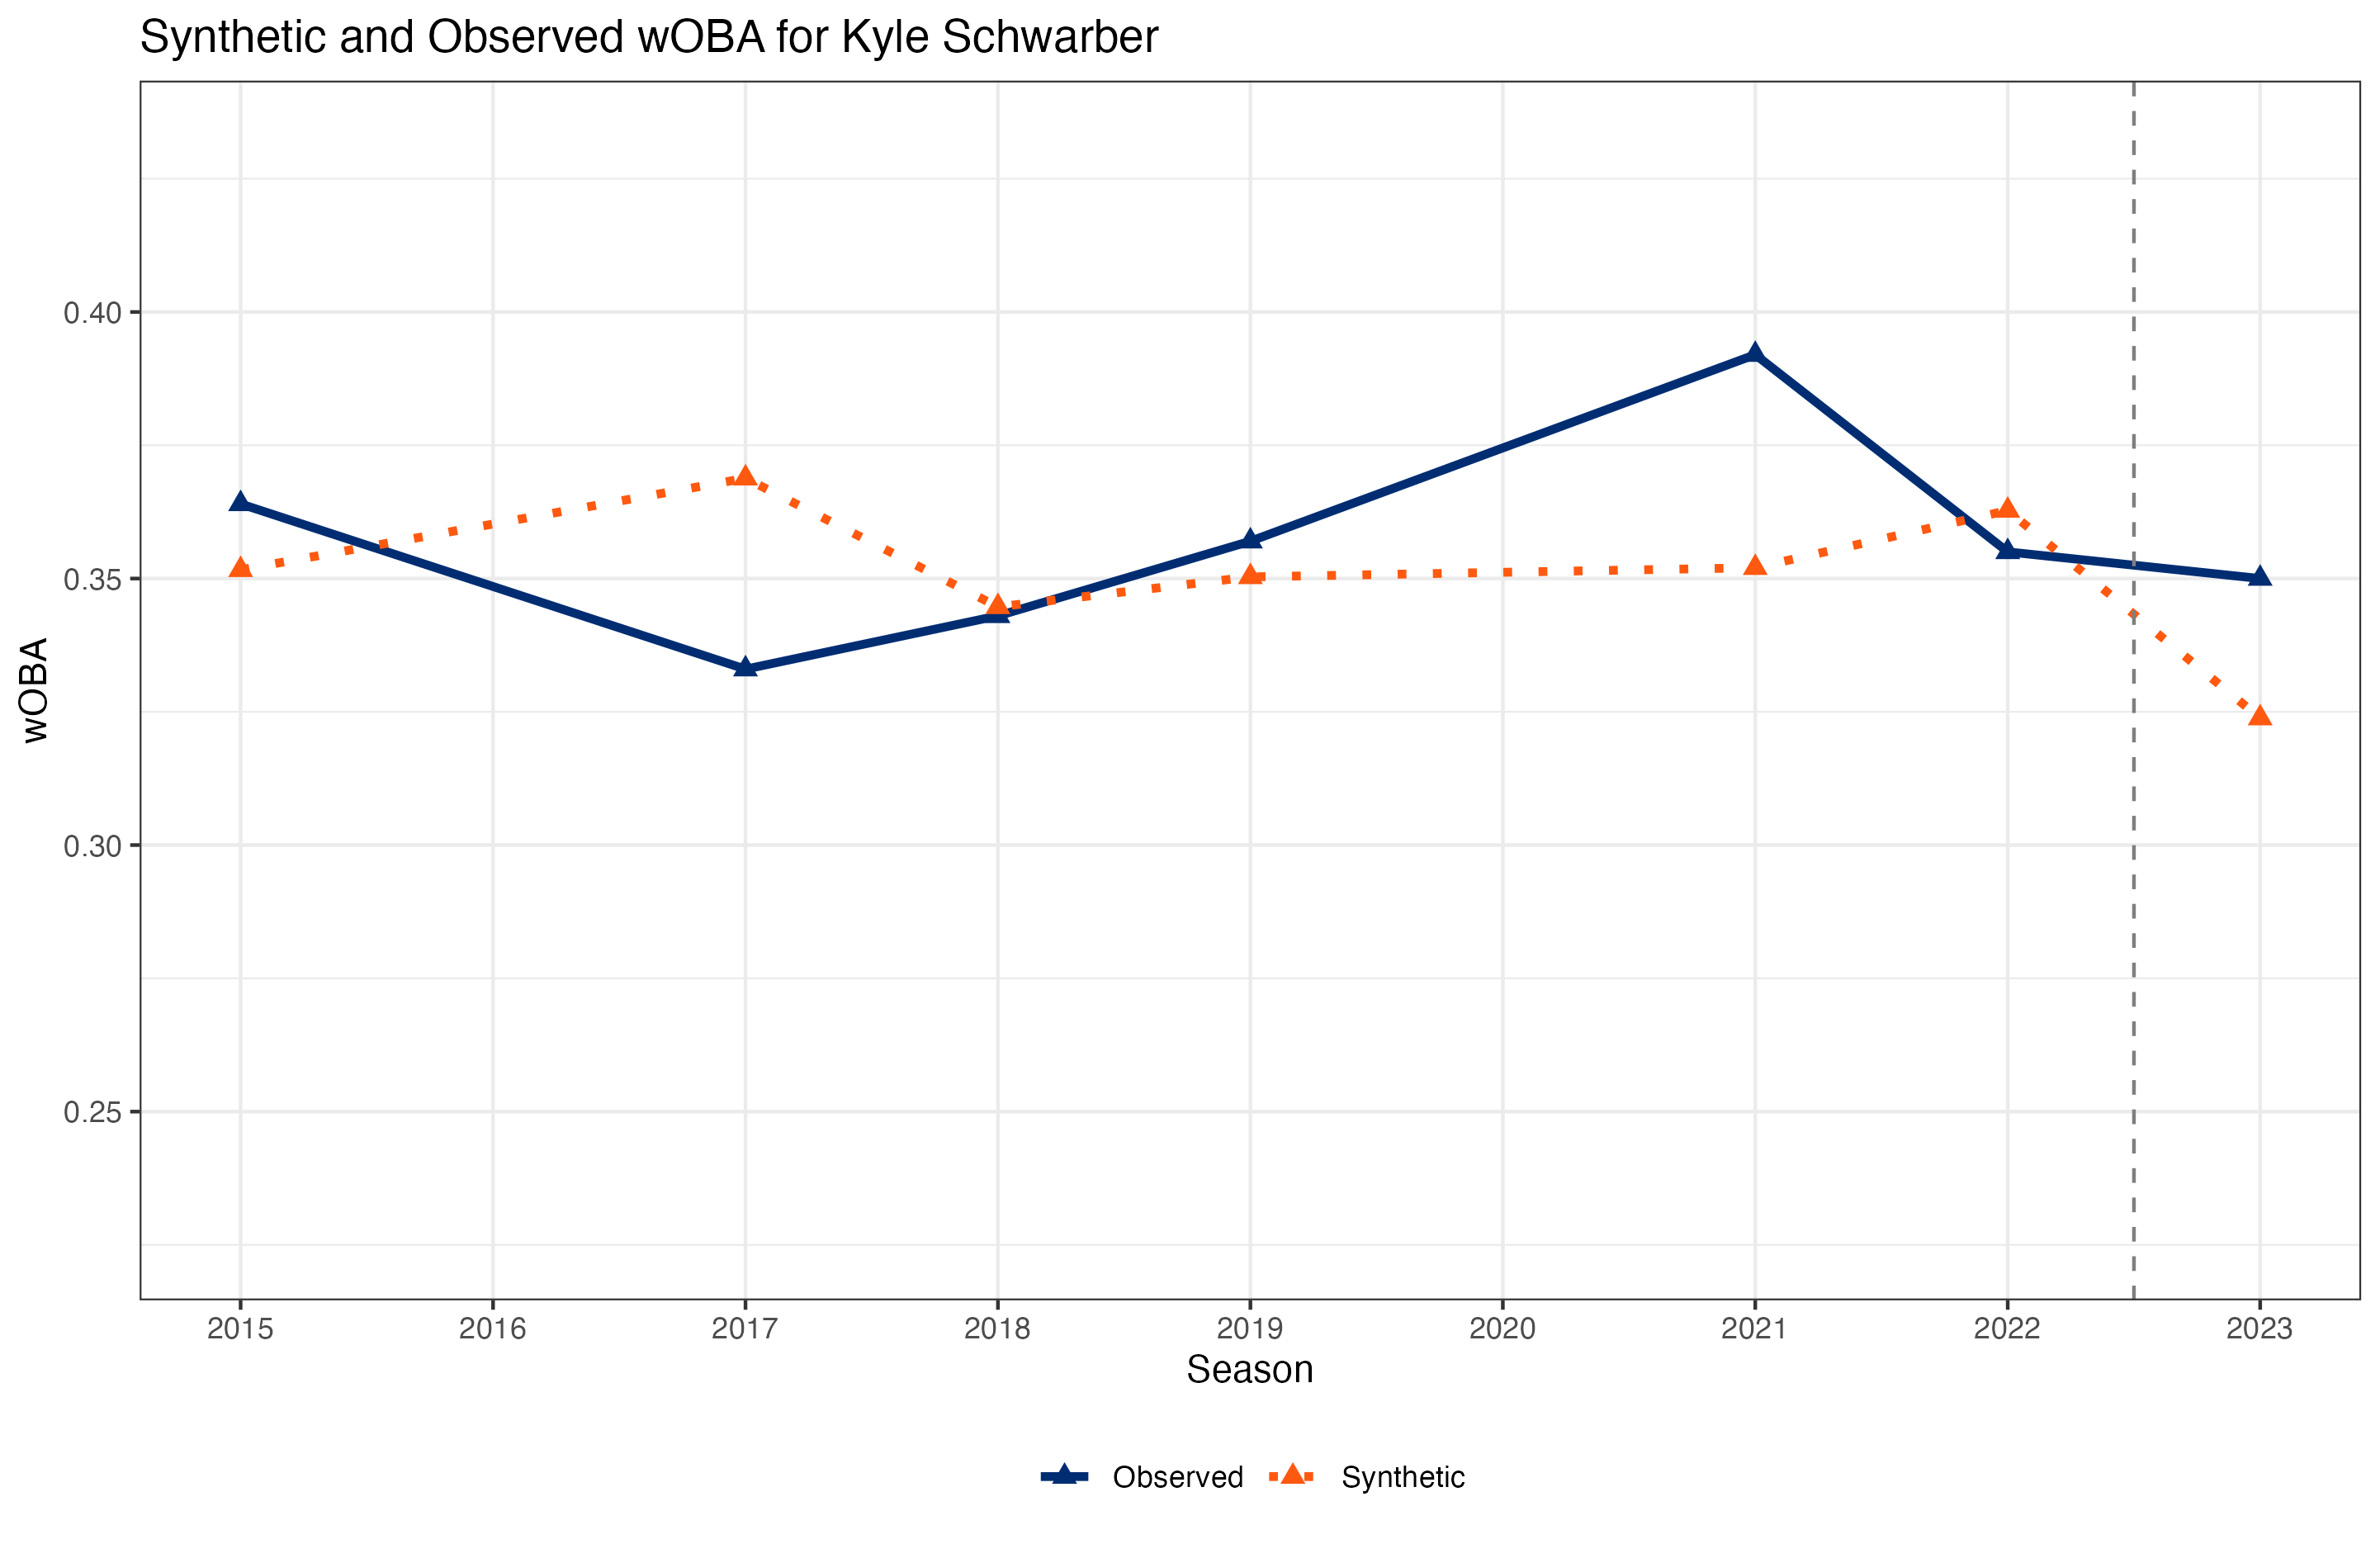 Synthetic and Observed wOBA for Kyle Schwarber
wOBA
0.40
0.35
0.30
0.25
2015 2016 2017 2018 2019 2020 2021 2022 2023
Season
Observed Synthetic